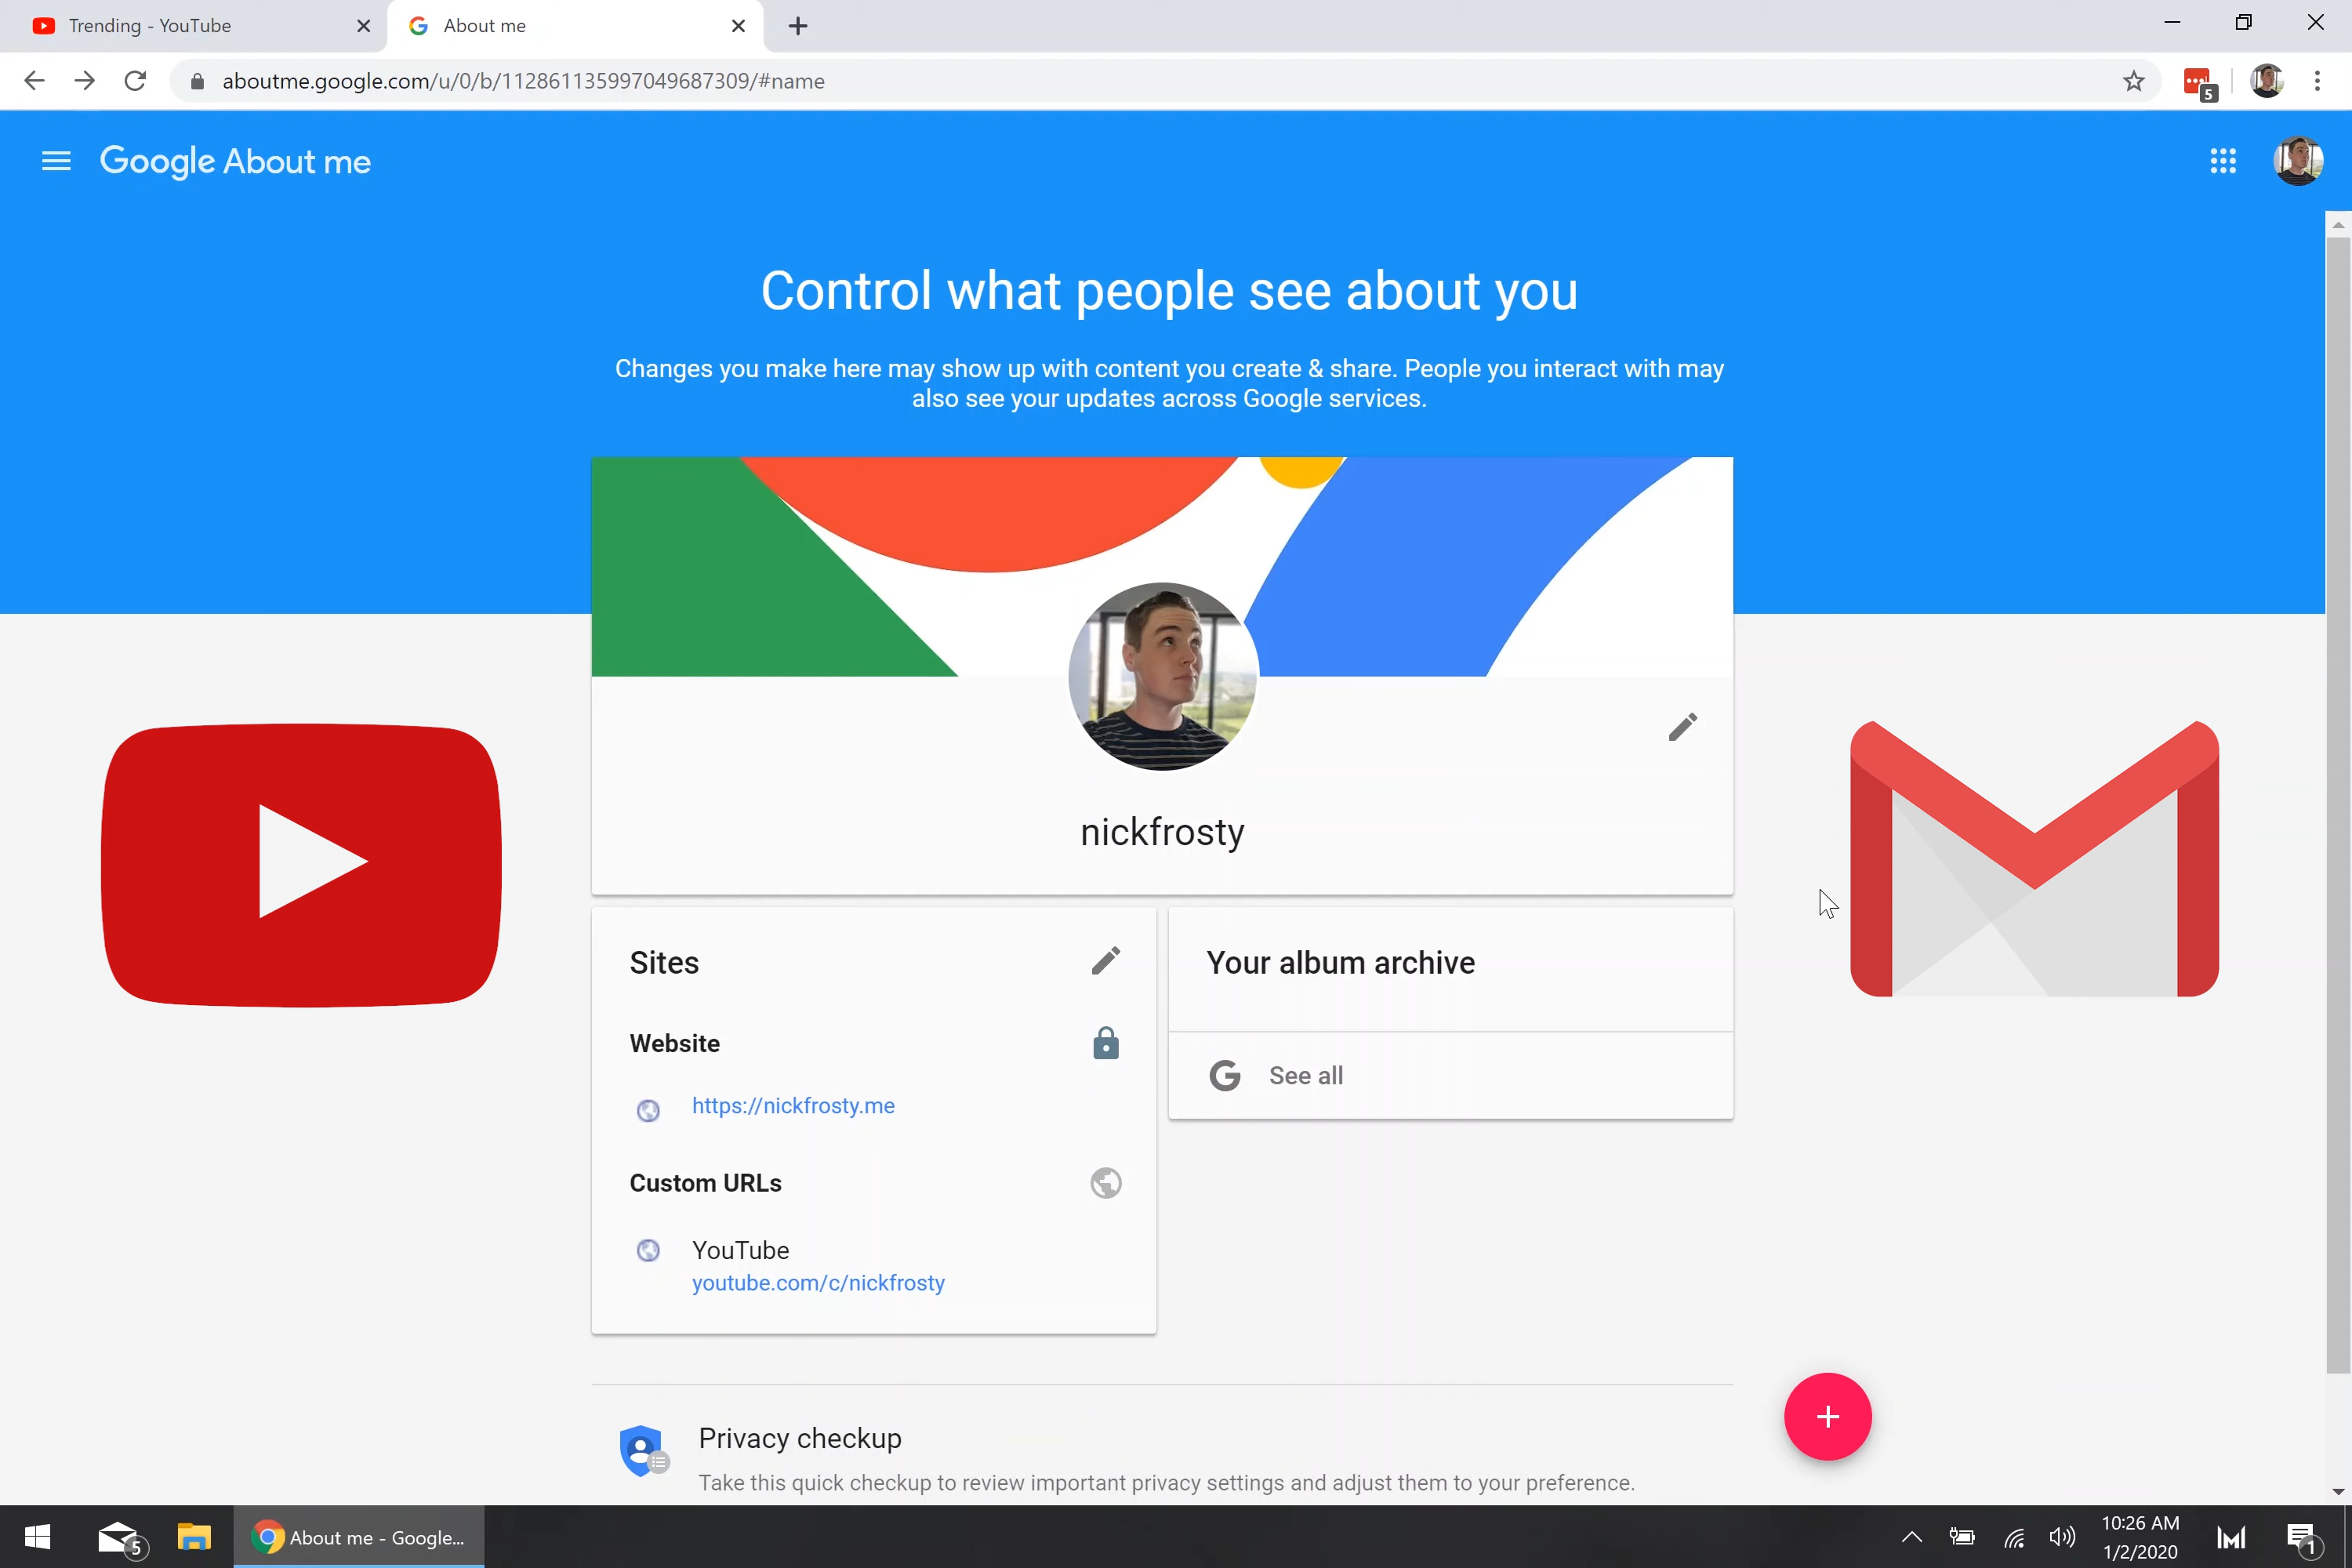 Trending - YouTube
About me
aboutme.google.com/u/0/b/112861135997049687309/#name
5
Google About me
Control what people see about you
Changes you make here may show up with content you create & share. People you interact with may
also see your updates across Google services.
nickfrosty
Sites
Website
https://nickfrosty.me
Custom URLs
YouTube
youtube.com/c/nickfrosty
Your album archive
See all
Privacy checkup
Take this quick checkup to review important privacy settings and adjust them to your preference.
5
About me - Google...
10:26 AM
1/2/2020
1